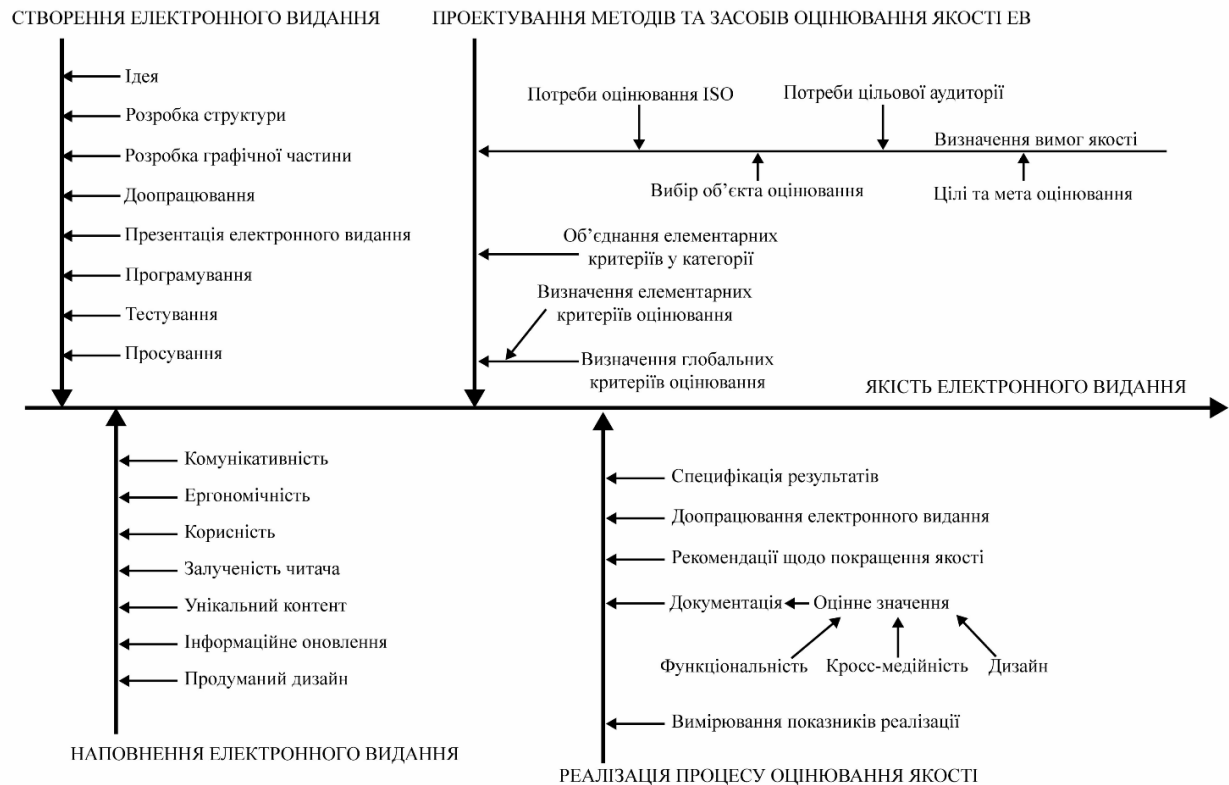 СТВОРЕННЯ ЕЛЕКТРОННОГО ВИДАННЯ
Ідея
Розробка структури
Розробка графічної частини
Доопрацювання
Презентація електронного видання
Програмування
Тестування
Просування
ПРОЕКТУВАННЯ МЕТОДІВ ТА ЗАСОБІВ ОЦІНЮВАННЯ ЯКОСТІ ЕВ
Потреби оцінювання ISO
Потреби цільової аудиторії
Визначення вимог якості
Вибір об’єкта оцінювання
Цілі та мета оцінювання
Об’єднання елементарних
критеріїв у категорії
Визначення елементарних
критеріїв оцінювання
Визначення глобальних
критеріїв оцінювання
ЯКІСТЬ ЕЛЕКТРОННОГО ВИДАННЯ
Комунікативність
Ергономічність
Корисність
Залученість читача
Унікальний контент
Інформаційне оновлення
Продуманий дизайн
НАПОВНЕННЯ ЕЛЕКТРОННОГО ВИДАННЯ
Специфікація результатів
Доопрацювання електронного видання
Рекомендації щодо покращення якості
Документація
Оцінне значення
Функціональність
Кросс-медійність
Дизайн
Вимірювання показників реалізації
РЕАЛІЗАЦІЯ ПРОЦЕСУ ОЦІНЮВАННЯ ЯКОСТІ